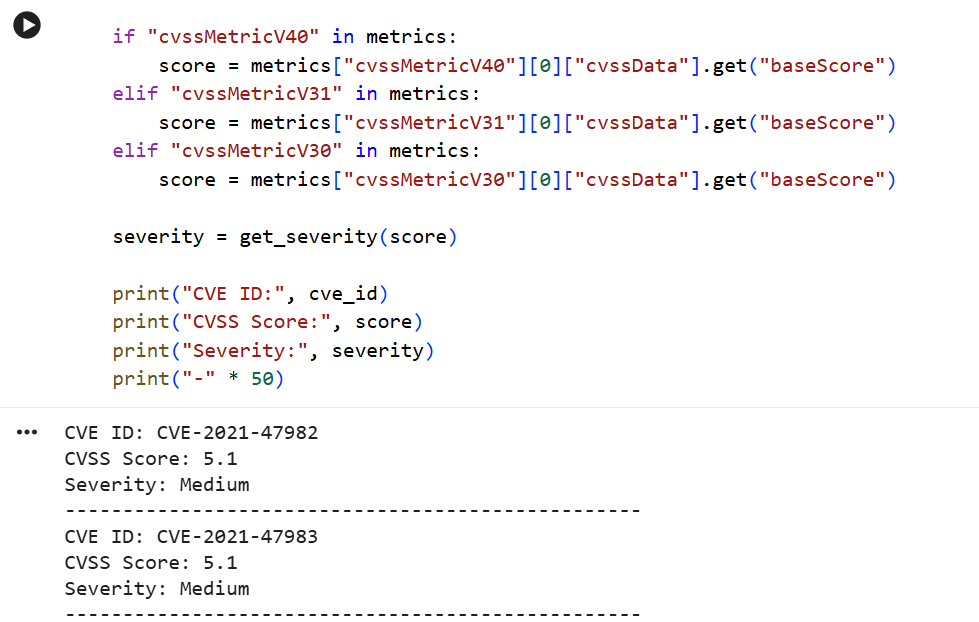 if "cvssMetricV40" in metrics:
    score = metrics["cvssMetricV40"][0]["cvssData"].get("baseScore")
elif "cvssMetricV31" in metrics:
    score = metrics["cvssMetricV31"][0]["cvssData"].get("baseScore")
elif "cvssMetricV30" in metrics:
    score = metrics["cvssMetricV30"][0]["cvssData"].get("baseScore")

severity = get_severity(score)

print("CVE ID:", cve_id)
print("CVSS Score:", score)
print("Severity:", severity)
print("-" * 50)
CVE ID: CVE-2021-47982
CVSS Score: 5.1
Severity: Medium
--------------------------------------------------
CVE ID: CVE-2021-47983
CVSS Score: 5.1
Severity: Medium
--------------------------------------------------